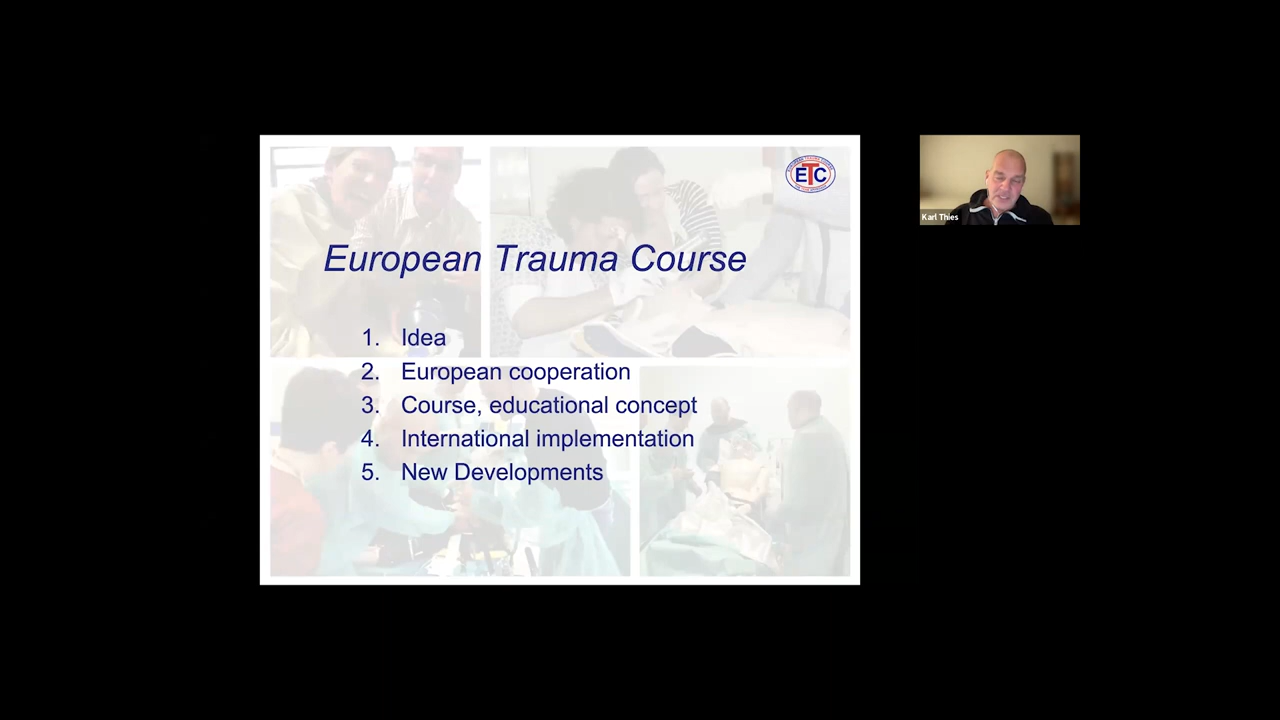 ETC
European Trauma Course
1. Idea
2. European cooperation
3. Course, educational concept
4. International implementation
5. New Developments
Karl Thies